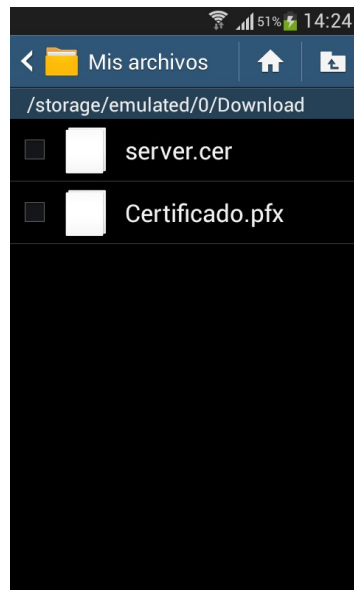 51% 14:24
Mis archivos
/storage/emulated/0/Download
server.cer
Certificado.pfx